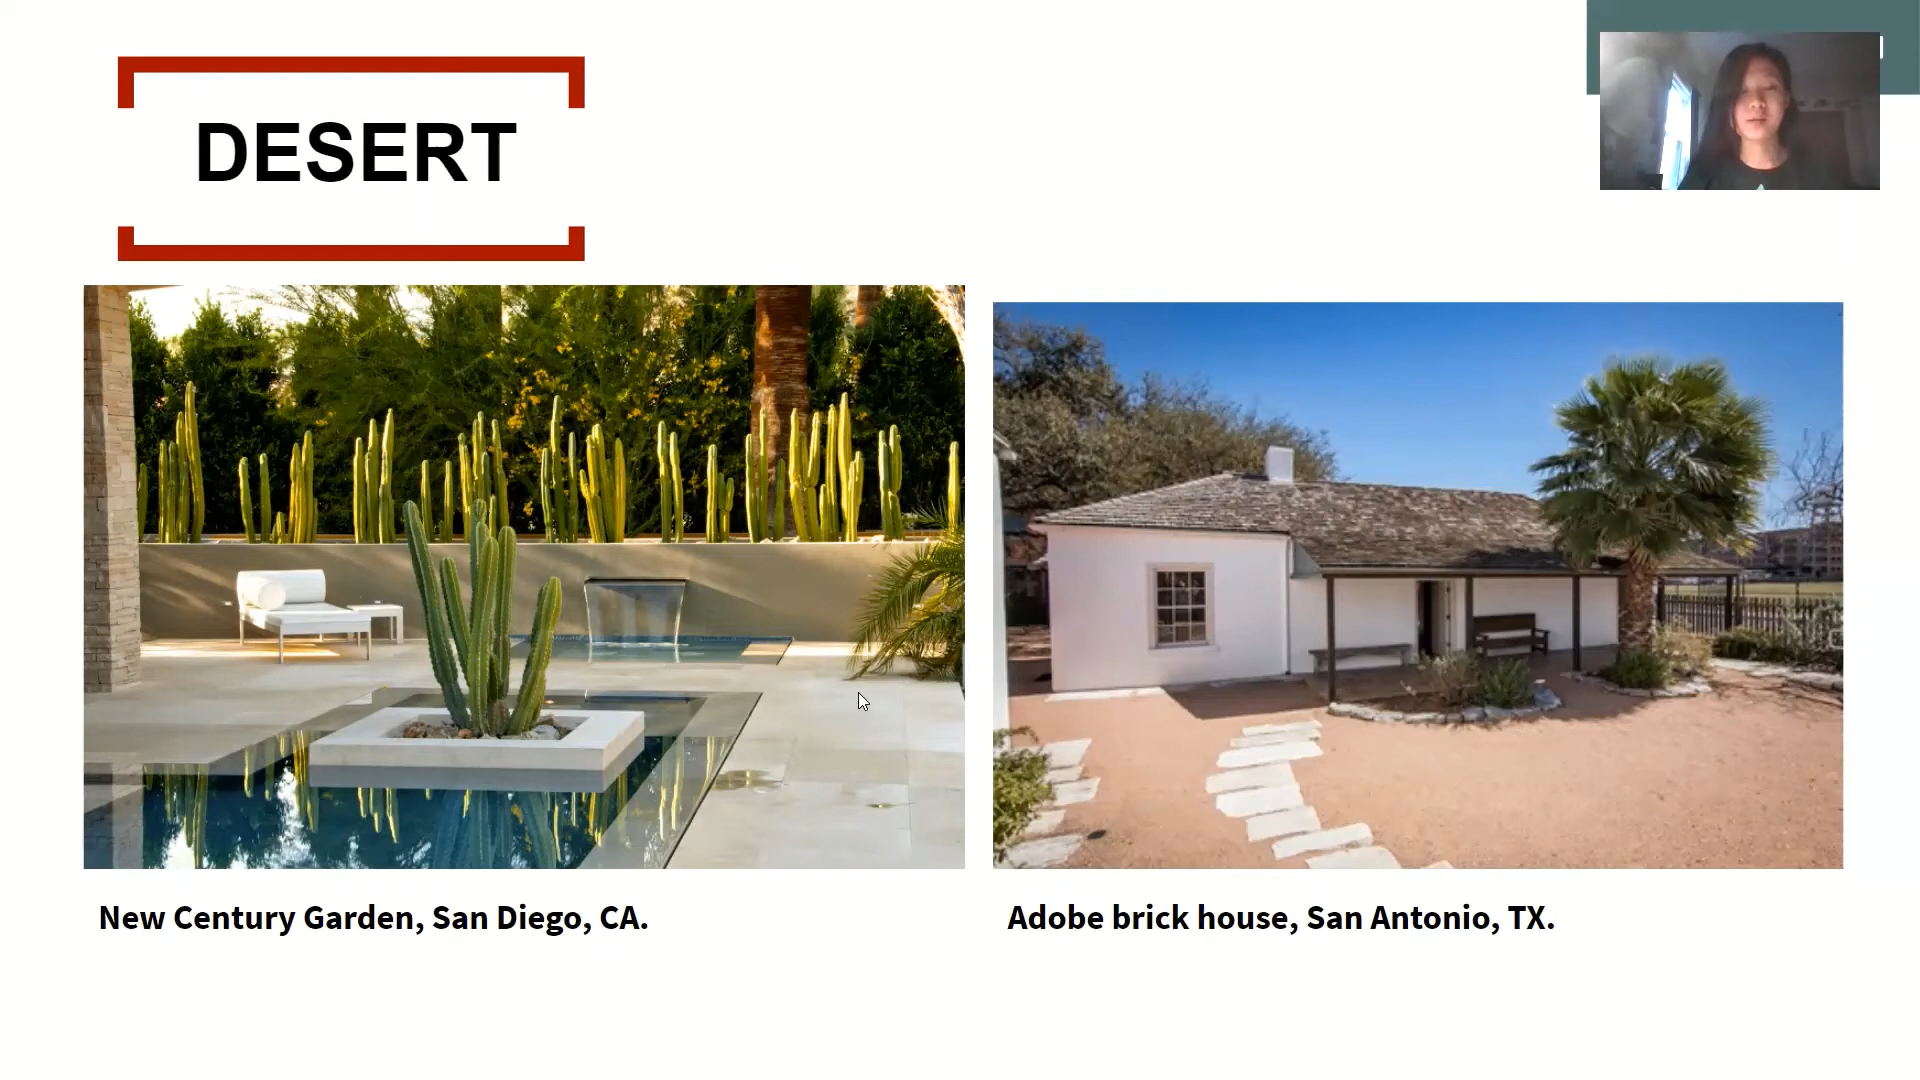 DESERT
New Century Garden, San Diego, CA.
Adobe brick house, San Antonio, TX.